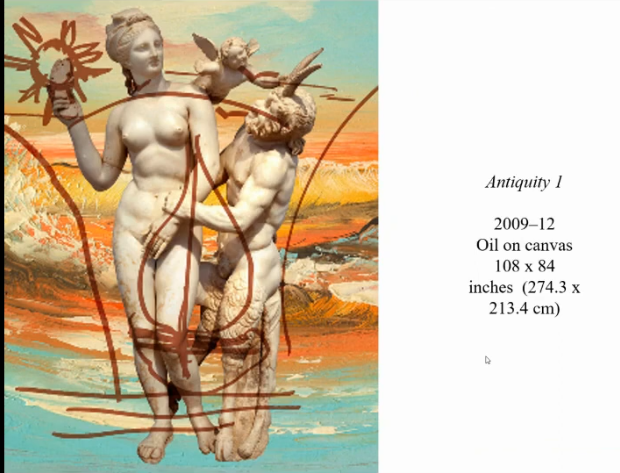 Antiquity 1
2009–12
Oil on canvas
108 x 84
inches (274.3 x
213.4 cm)